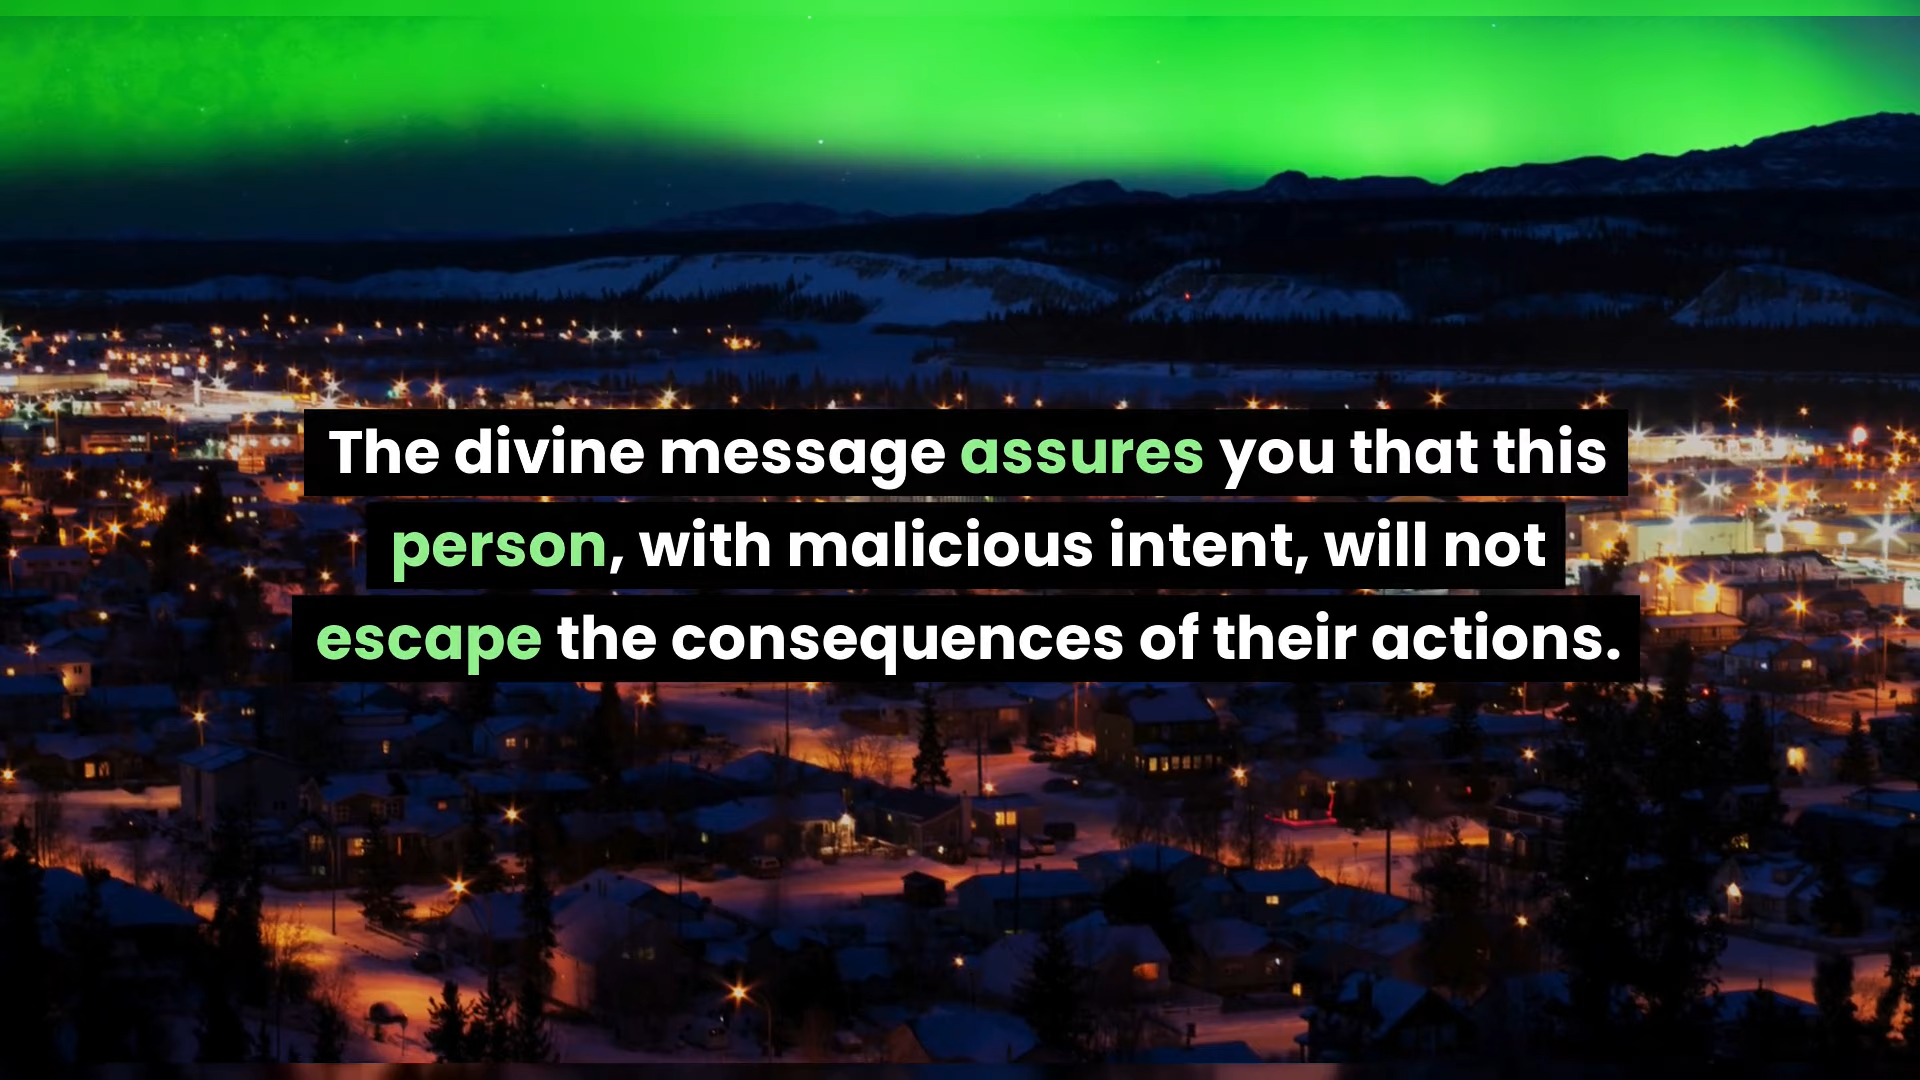 The divine message assures you that this
person, with malicious intent, will not
escape the consequences of their actions.